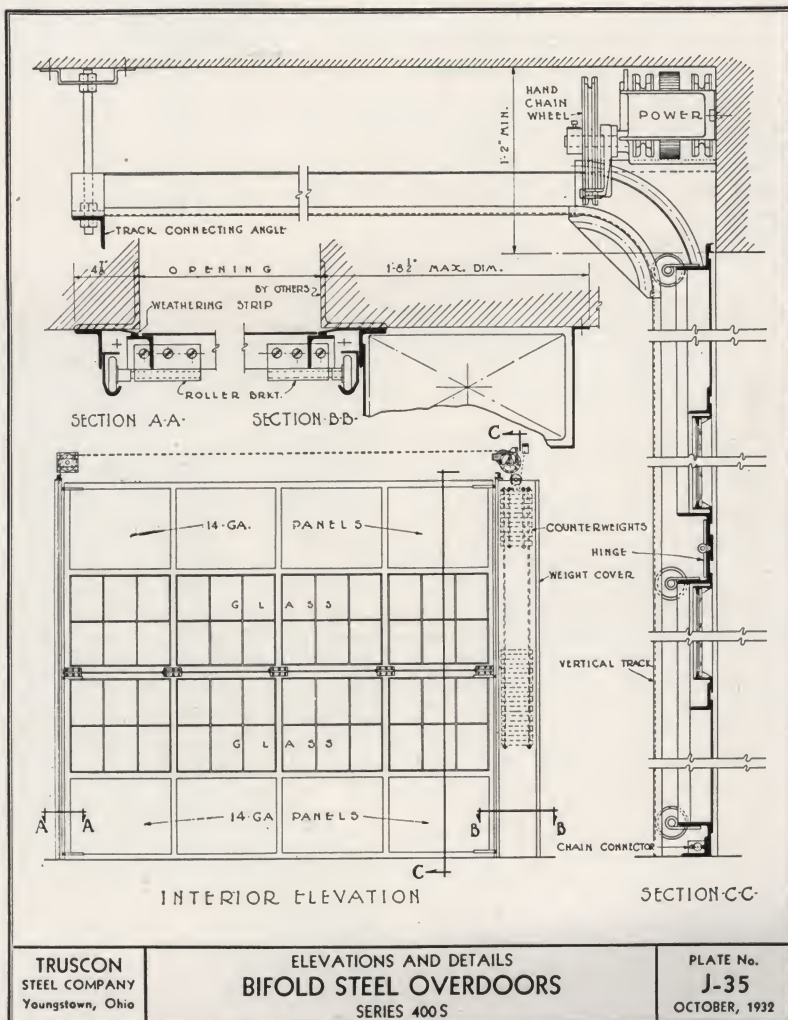 HAND
CHAIN
WHEEL
POWER
1'-2" MIN.
TRACK CONNECTING ANGLE
OPENING
1'-8½" MAX. DIM.
BY OTHERS
WEATHERING STRIP
ROLLER BRKT.
SECTION A-A-
SECTION-B-B-
C
14-GA. PANELS
COUNTERWEIGHTS
HINGE
WEIGHT COVER
GLASS
VERTICAL TRACK
GLASS
14-GA PANELS
A A
B B
CHAIN CONNECTOR
C
INTERIOR ELEVATION
SECTION-C-C-
TRUSCON
STEEL COMPANY
Youngstown, Ohio
ELEVATIONS AND DETAILS
BIFOLD STEEL OVERDOORS
SERIES 400 S
PLATE No.
J-35
OCTOBER, 1932